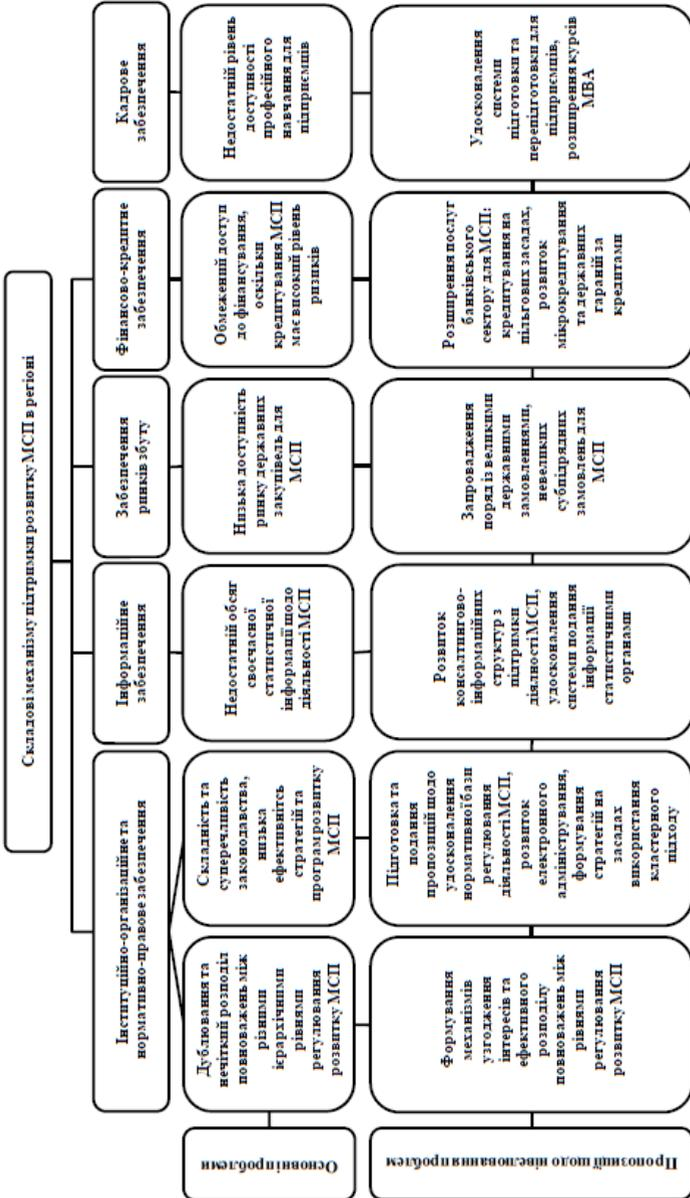 Складові механізму підтримки розвитку МСП в регіоні
Інституційно-організаційне та
нормативно-правове забезпечення
Інформаційне
забезпечення
Забезпечення
ринків збуту
Фінансово-кредитне
забезпечення
Кадрове
забезпечення
Основні проблеми
Дублювання та
нечіткий розподіл
повноважень між
різними
ієрархічними
рівнями
регулювання
розвитку МСП
Складність та
суперечливість
законодавства,
низька
ефективнітсь
стратегій та
програм розвитку
МСП
Недостатній обсяг
своєчасної
статистичної
інформації щодо
діяльності МСП
Низька доступність
ринку державних
закупівель для
МСП
Обмежений доступ
до фінансування,
оскільки
кредитування МСП
має високий рівень
ризиків
Недостатній рівень
доступності
професійного
навчання для
підприємців
Пропозиції щодо нівелювання проблем
Формування
механізмів
узгодження
інтересів та
ефективного
розподілу
повноважень між
рівнями
регулювання
розвитку МСП
Підготовка та
подання
пропозицій щодо
удосконалення
нормативної бази
регулювання
діяльності МСП,
розвиток
електронного
адміністрування,
формування
стратегій на
засадах
використання
кластерного
підходу
Розвиток
консалтингово-
інформаційних
структур з
підтримки
діялності МСП,
удосконалення
системи подання
інформації
статистичними
органами
Запровадження
поряд із великими
державними
замовленнями,
невеликих
субпідрядних
замовлень для
МСП
Розширення послуг
банківського
сектору для МСП:
кредитування на
пільгових засадах,
розвиток
мікрокредитування
та державних
гараній за
кредитами
Удосконалення
системи
підготовки та
перепідготовки для
підприємців,
розширення курсів
МВА